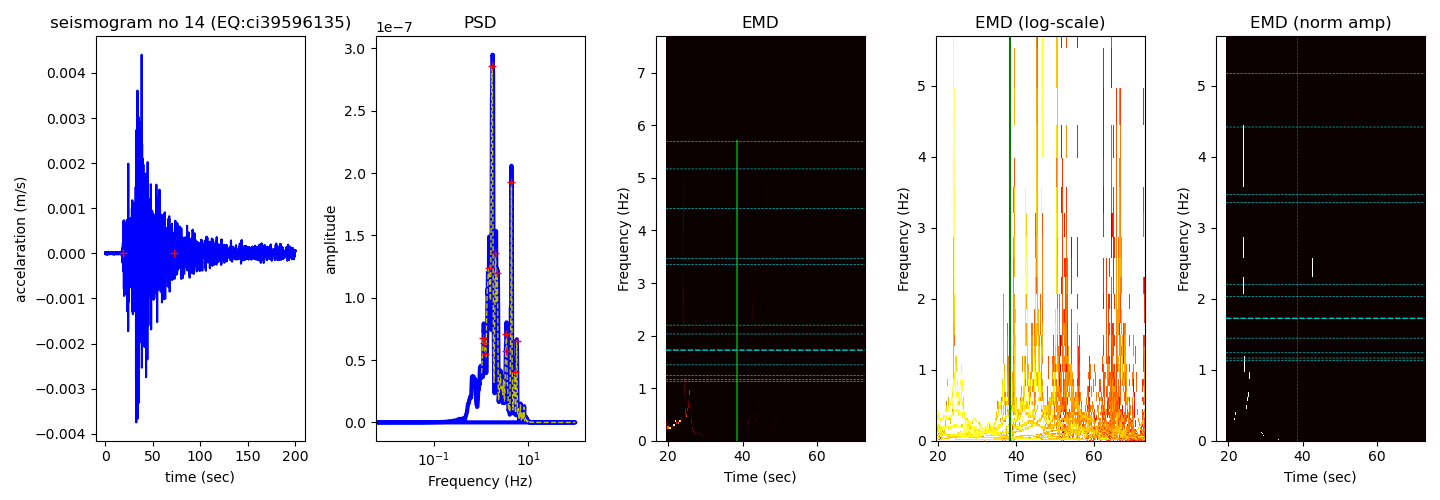 seismogram no 14 (EQ:ci39596135)
accelaration (m/s)
0.004
0.003
0.002
0.001
0.000
−0.001
−0.002
−0.003
−0.004
0 50 100 150 200
time (sec)
PSD
1e−7
amplitude
3.0
2.5
2.0
1.5
1.0
0.5
0.0
10⁻¹ 10¹
Frequency (Hz)
EMD
Frequency (Hz)
7
6
5
4
3
2
1
0
20 40 60
Time (sec)
EMD (log-scale)
Frequency (Hz)
5
4
3
2
1
0
20 40 60
Time (sec)
EMD (norm amp)
Frequency (Hz)
5
4
3
2
1
0
20 40 60
Time (sec)